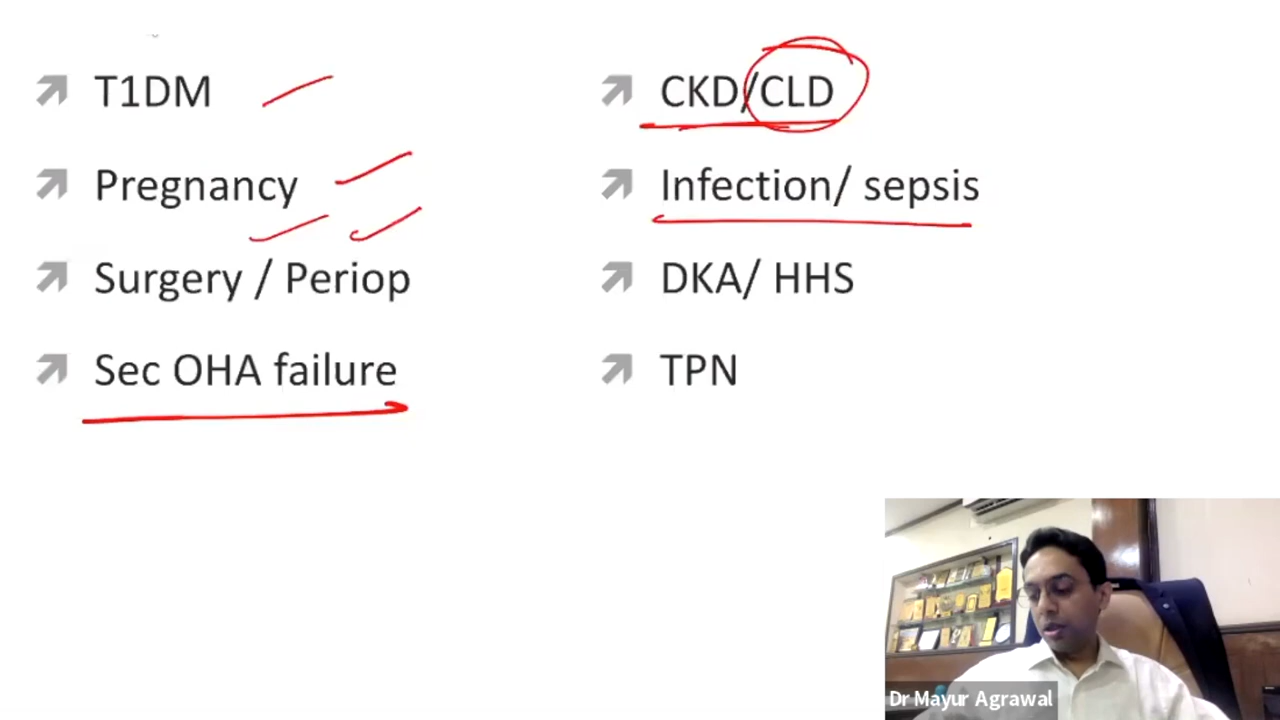 T1DM
Pregnancy
Surgery / Periop
Sec OHA failure
CKD/CLD
Infection/ sepsis
DKA/ HHS
TPN
Dr Mayur Agrawal